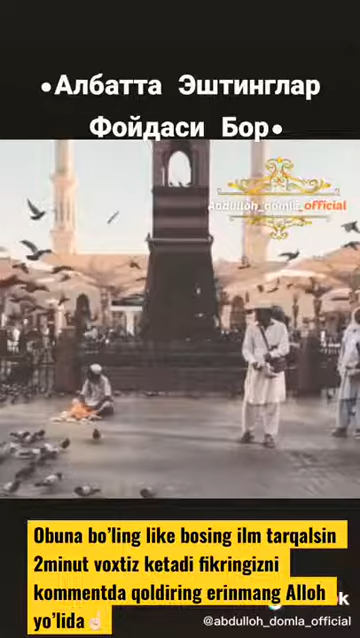 •Албатта Эштинглар
Фойдаси Бор•
Abdulloh_domla_official
Obuna bo’ling like bosing ilm tarqalsin
2minut voxtiz ketadi fikringizni
kommentda qoldiring erinmang Alloh
yo’lida☝🏻
@abdulloh_domla_official